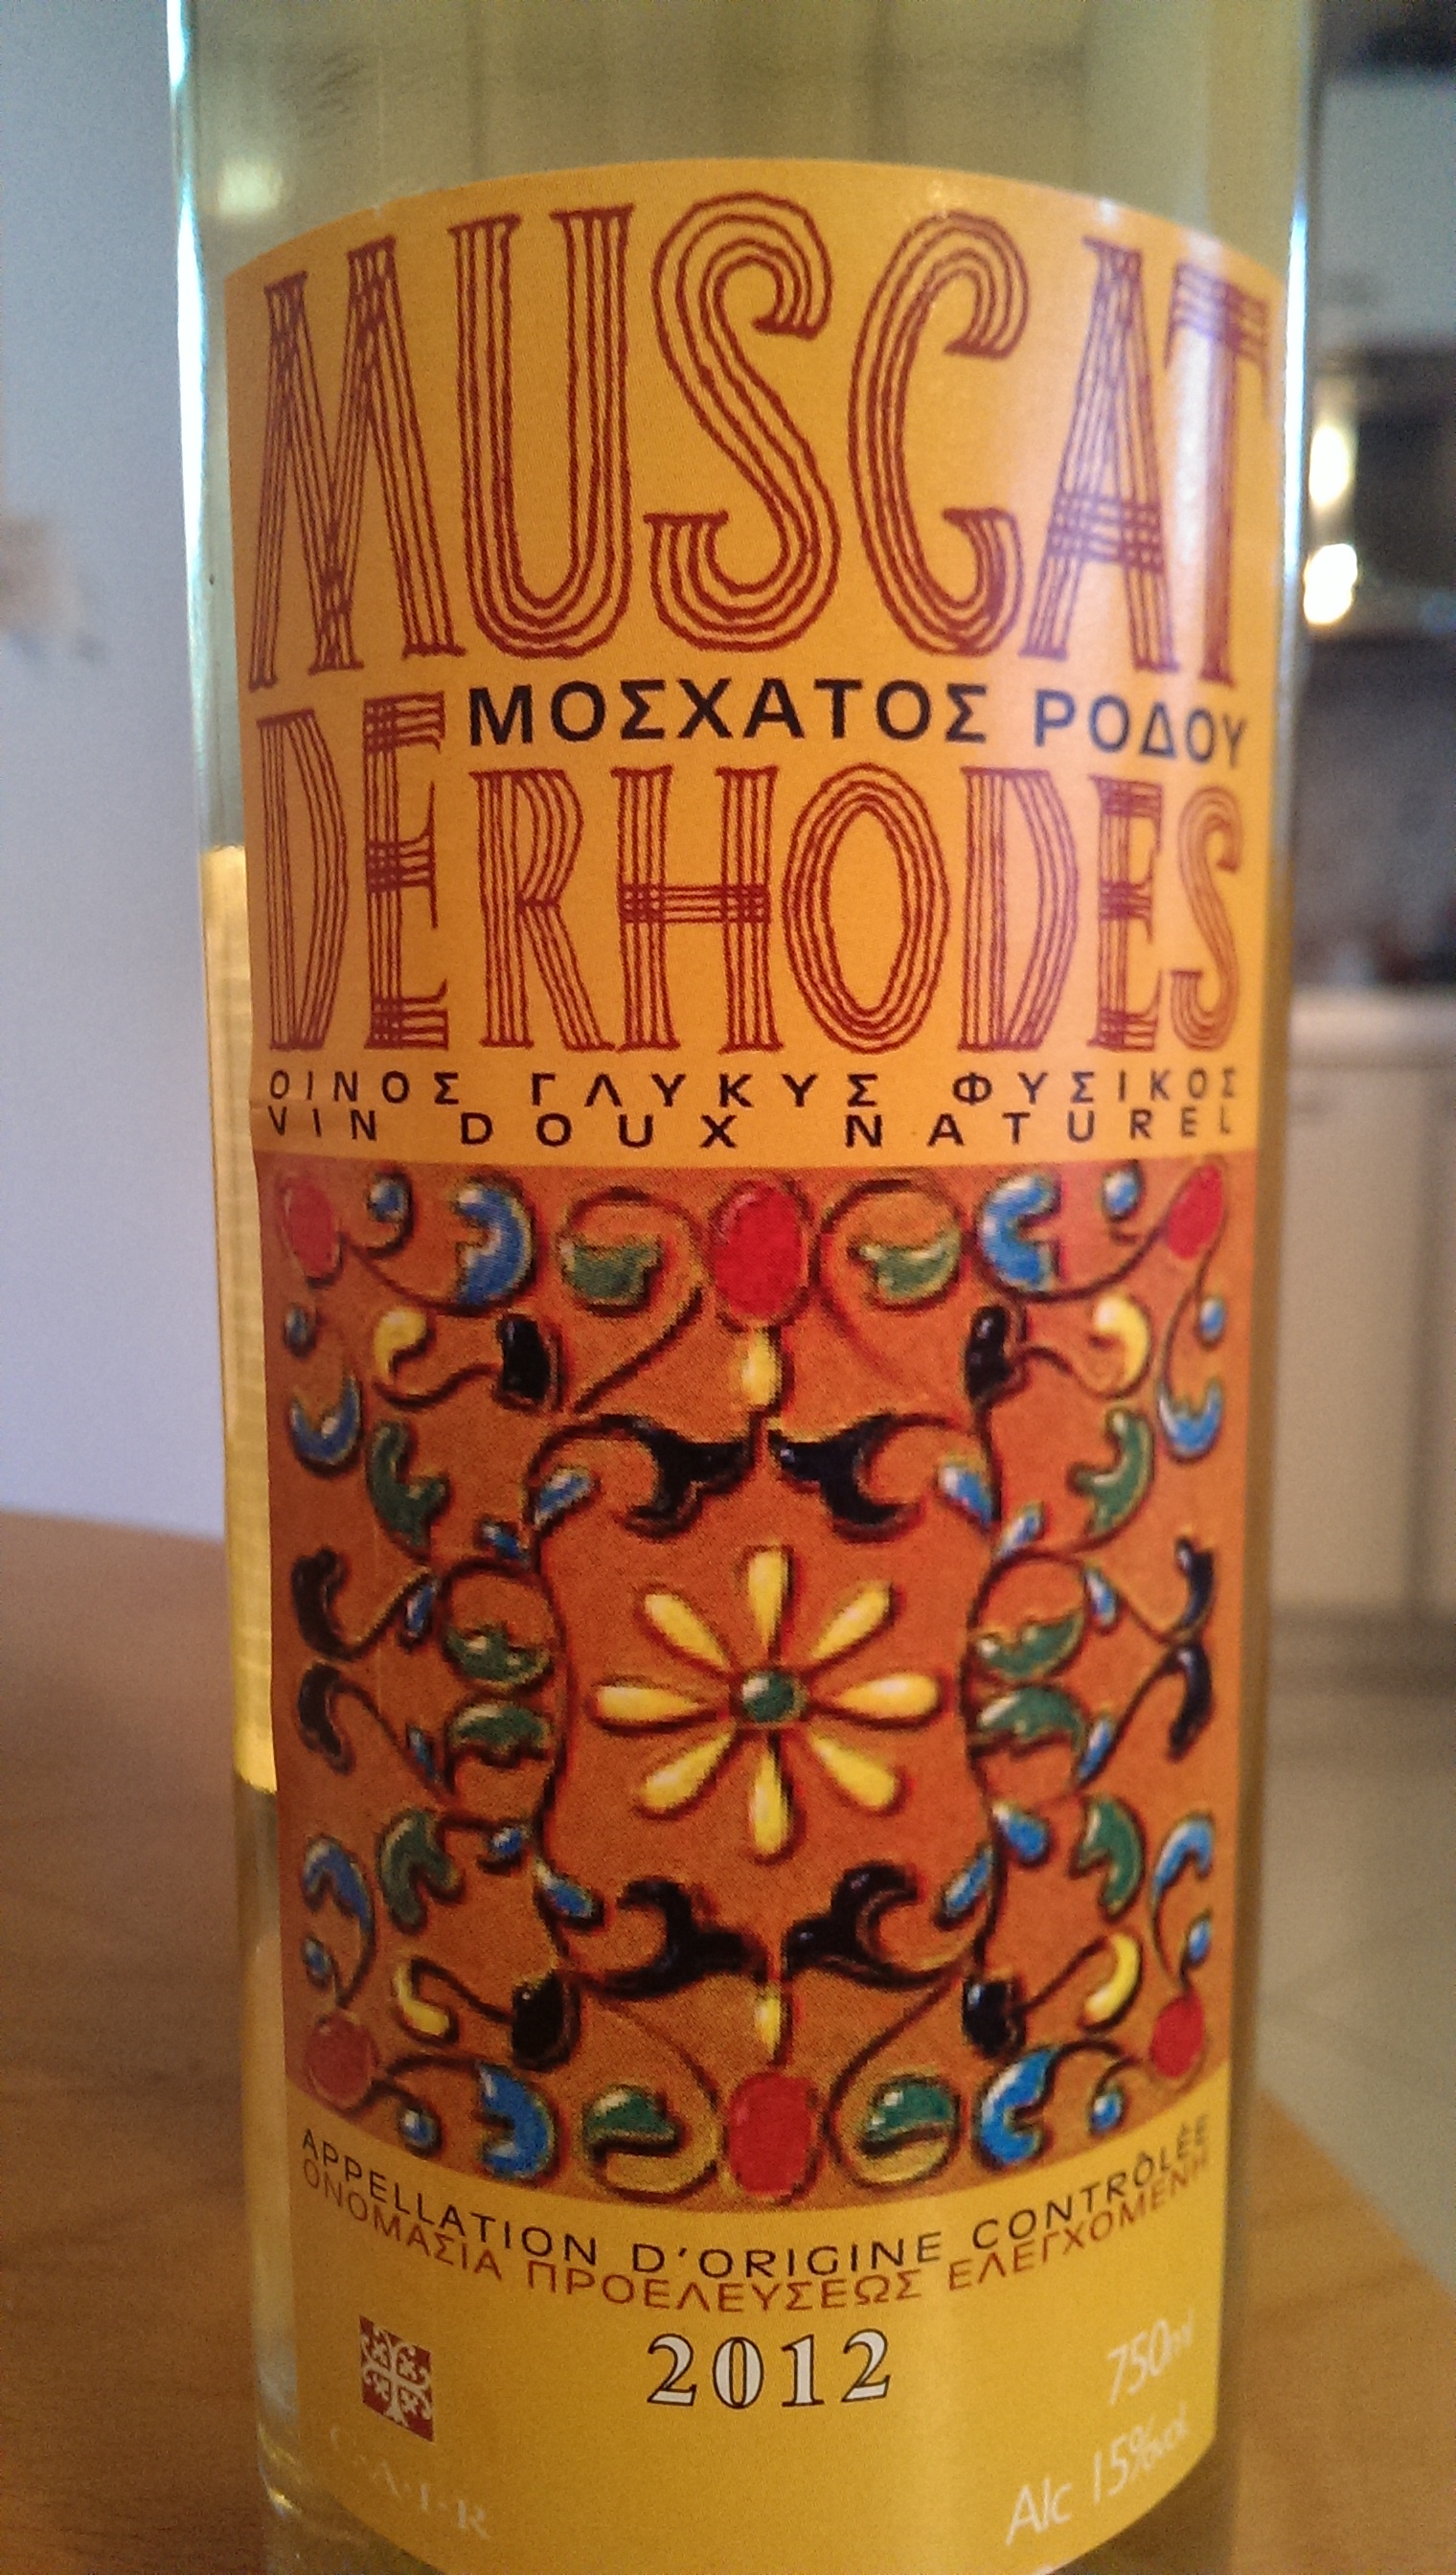 MUSCAT
ΜΟΣΧΑΤΟΣ ΡΟΔΟΥ
DE RHODES
ΟΙΝΟΣ ΓΛΥΚΥΣ ΦΥΣΙΚΟΣ
VIN DOUX NATUREL
APPELLATION D'ORIGINE CONTRÔLÉE
ΟΝΟΜΑΣΙΑ ΠΡΟΕΛΕΥΣΕΩΣ ΕΛΕΓΧΟΜΕΝΗ
2012
750ml
C·A·I·R
Alc 15%vol